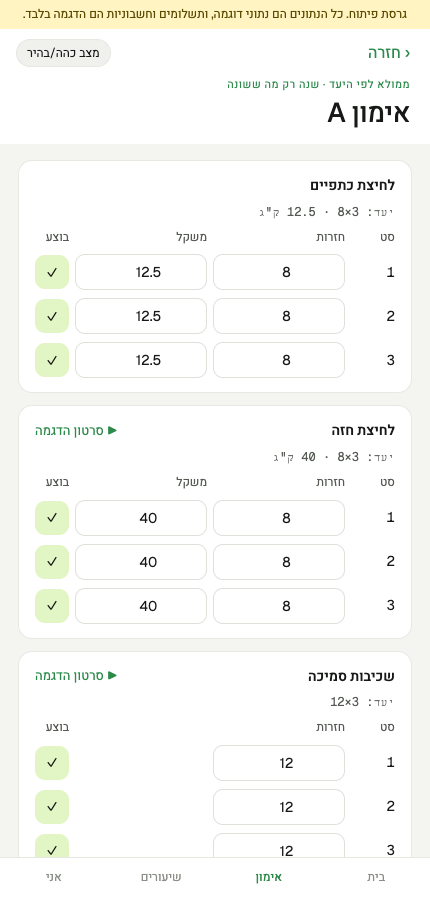 גרסת פיתוח. כל הנתונים הם נתוני דוגמה, ותשלומים וחשבוניות הם הדגמה בלבד.
‹ חזרה
מצב כהה/בהיר
ממולא לפי היעד · שנה רק מה ששונה
אימון A
לחיצת כתפיים
יעד: 3×8 · 12.5 ק"ג
סט חזרות משקל בוצע
1 8 12.5 ✓
2 8 12.5 ✓
3 8 12.5 ✓
לחיצת חזה ▶ סרטון הדגמה
יעד: 3×8 · 40 ק"ג
סט חזרות משקל בוצע
1 8 40 ✓
2 8 40 ✓
3 8 40 ✓
שכיבות סמיכה ▶ סרטון הדגמה
יעד: 3×12
סט חזרות בוצע
1 12 ✓
2 12 ✓
3 12 ✓
בית אימון שיעורים אני